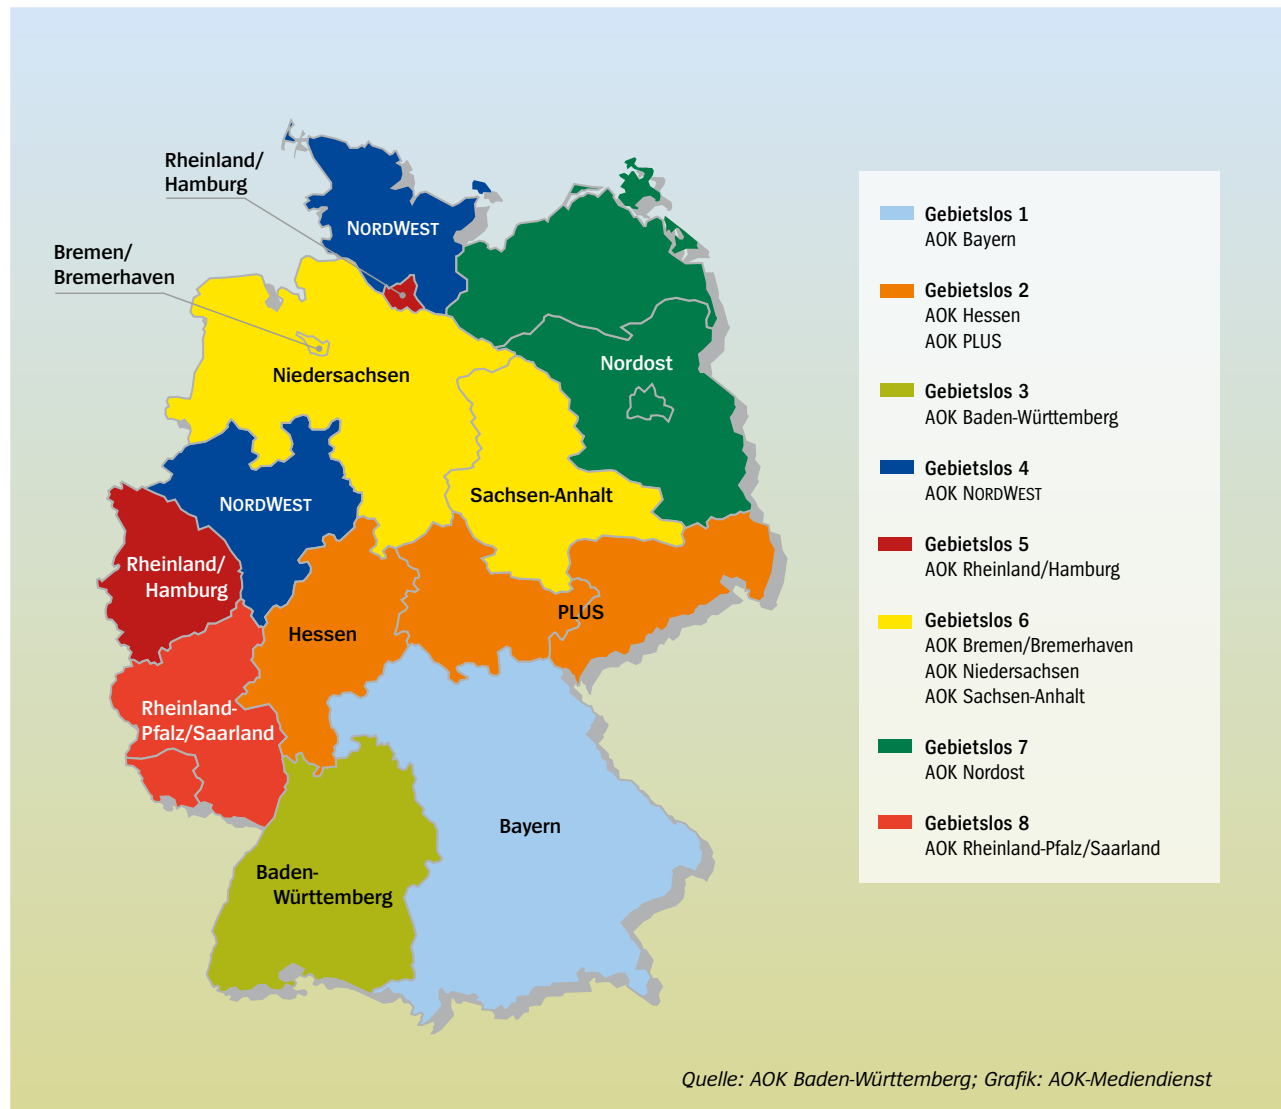 Rheinland/
Hamburg
NORDWEST
Bremen/
Bremerhaven
Nordost
Niedersachsen
Sachsen-Anhalt
NORDWEST
Rheinland/
Hamburg
PLUS
Hessen
Rheinland-
Pfalz/Saarland
Bayern
Baden-
Württemberg
Gebietslos 1
AOK Bayern
Gebietslos 2
AOK Hessen
AOK PLUS
Gebietslos 3
AOK Baden-Württemberg
Gebietslos 4
AOK NORDWEST
Gebietslos 5
AOK Rheinland/Hamburg
Gebietslos 6
AOK Bremen/Bremerhaven
AOK Niedersachsen
AOK Sachsen-Anhalt
Gebietslos 7
AOK Nordost
Gebietslos 8
AOK Rheinland-Pfalz/Saarland
Quelle: AOK Baden-Württemberg; Grafik: AOK-Mediendienst